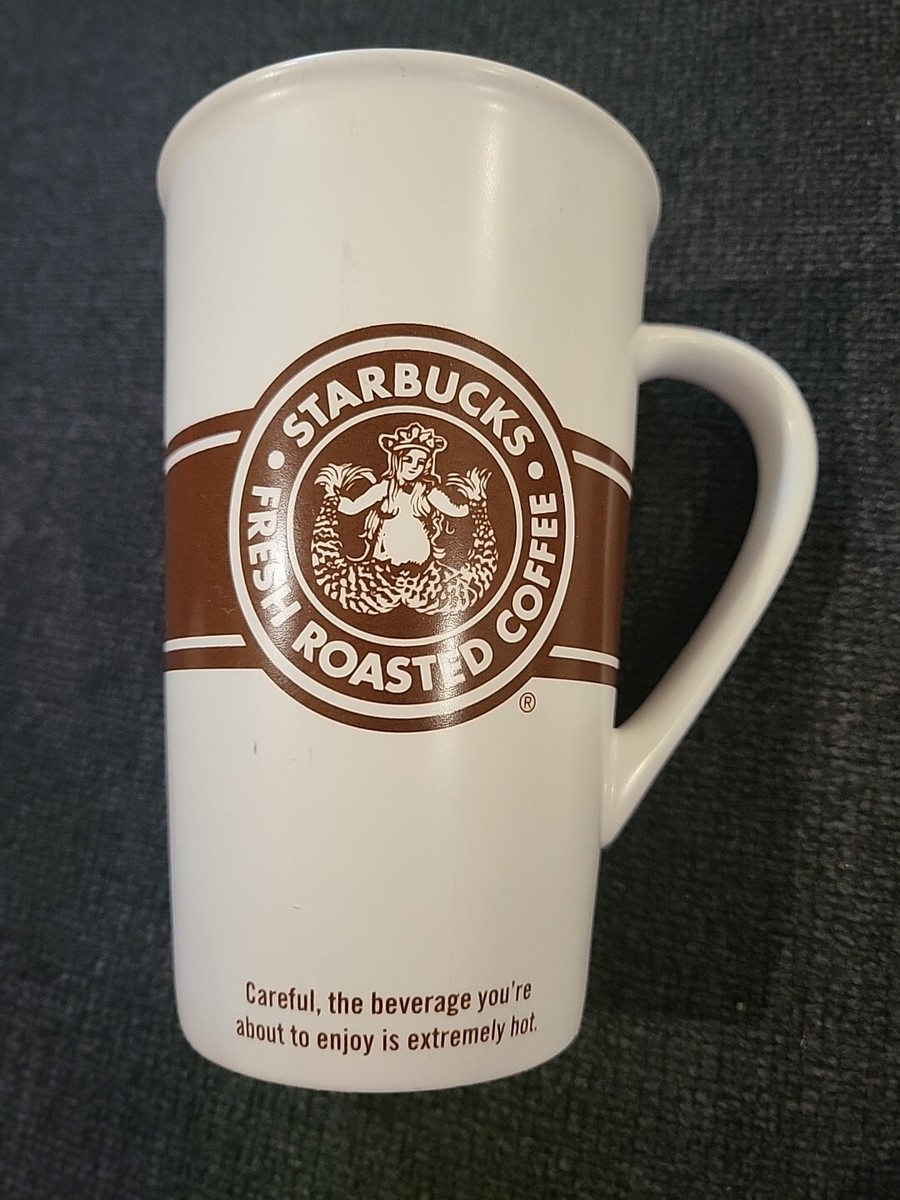 STARBUCKS
FRESH ROASTED COFFEE
®
Careful, the beverage you're
about to enjoy is extremely hot.